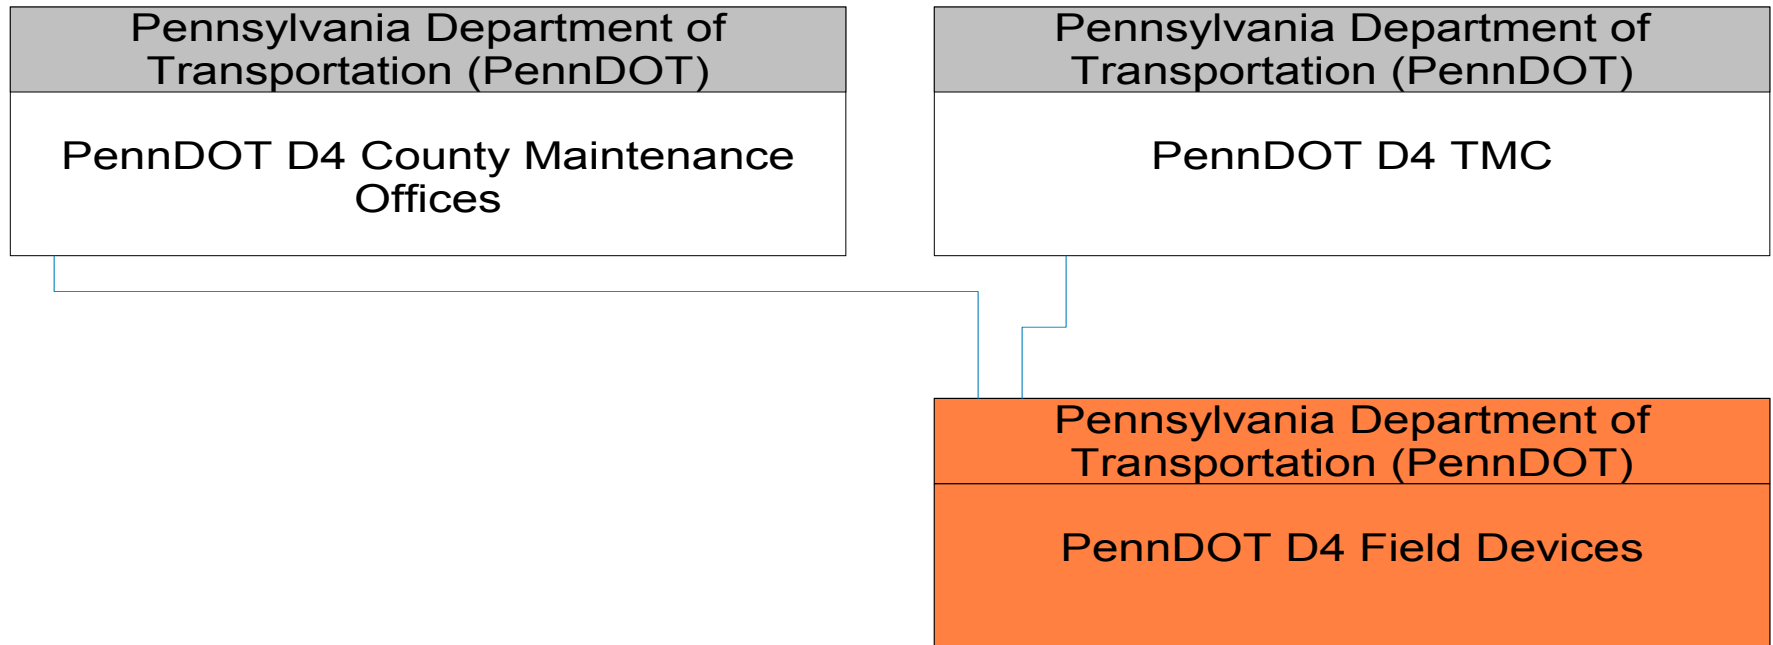 Pennsylvania Department of
Transportation (PennDOT)
PennDOT D4 County Maintenance
Offices
Pennsylvania Department of
Transportation (PennDOT)
PennDOT D4 TMC
Pennsylvania Department of
Transportation (PennDOT)
PennDOT D4 Field Devices